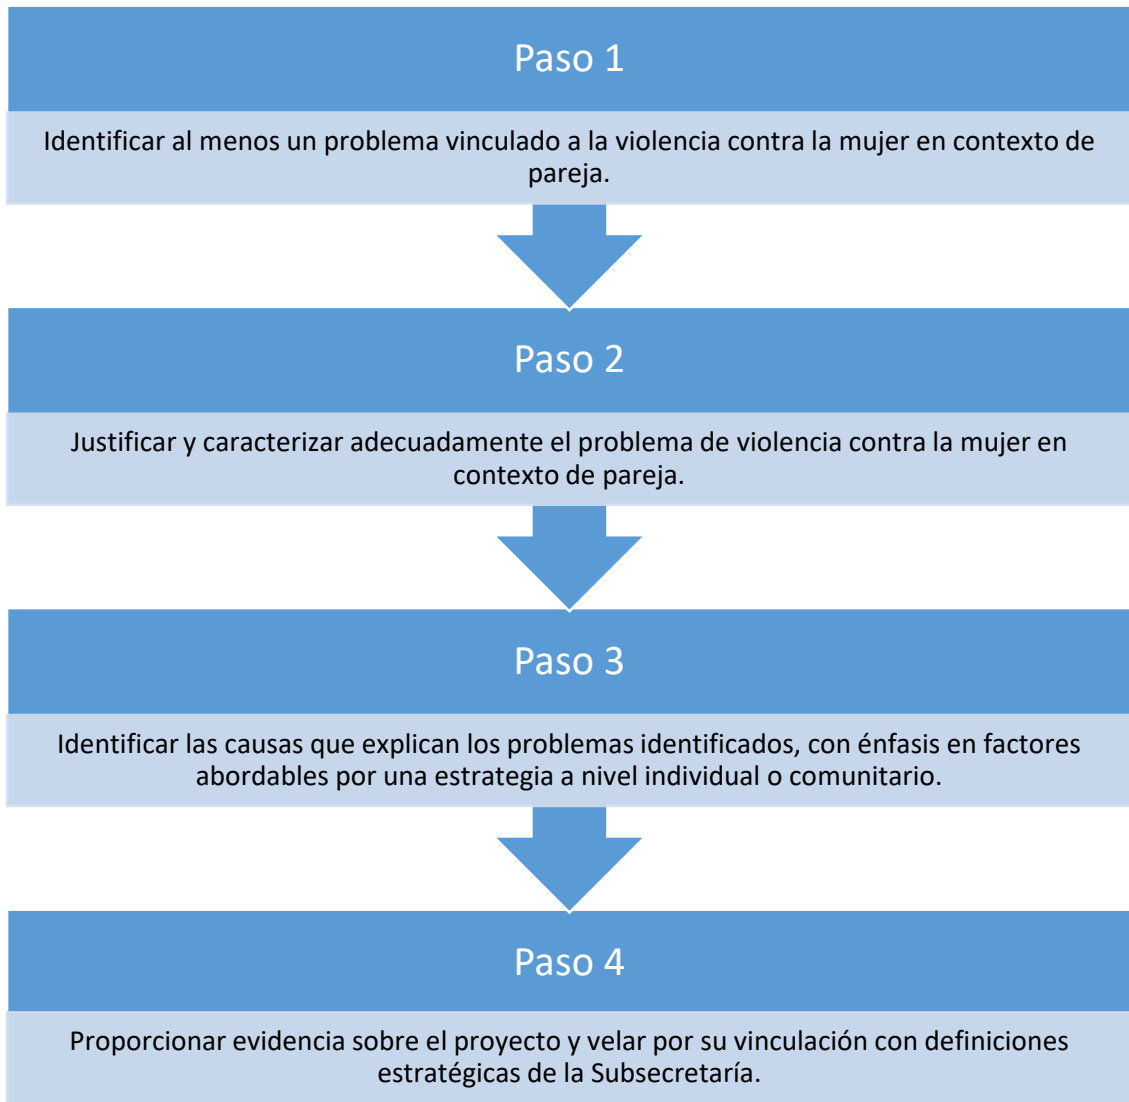 Paso 1
Identificar al menos un problema vinculado a la violencia contra la mujer en contexto de
pareja.
Paso 2
Justificar y caracterizar adecuadamente el problema de violencia contra la mujer en
contexto de pareja.
Paso 3
Identificar las causas que explican los problemas identificados, con énfasis en factores
abordables por una estrategia a nivel individual o comunitario.
Paso 4
Proporcionar evidencia sobre el proyecto y velar por su vinculación con definiciones
estratégicas de la Subsecretaría.